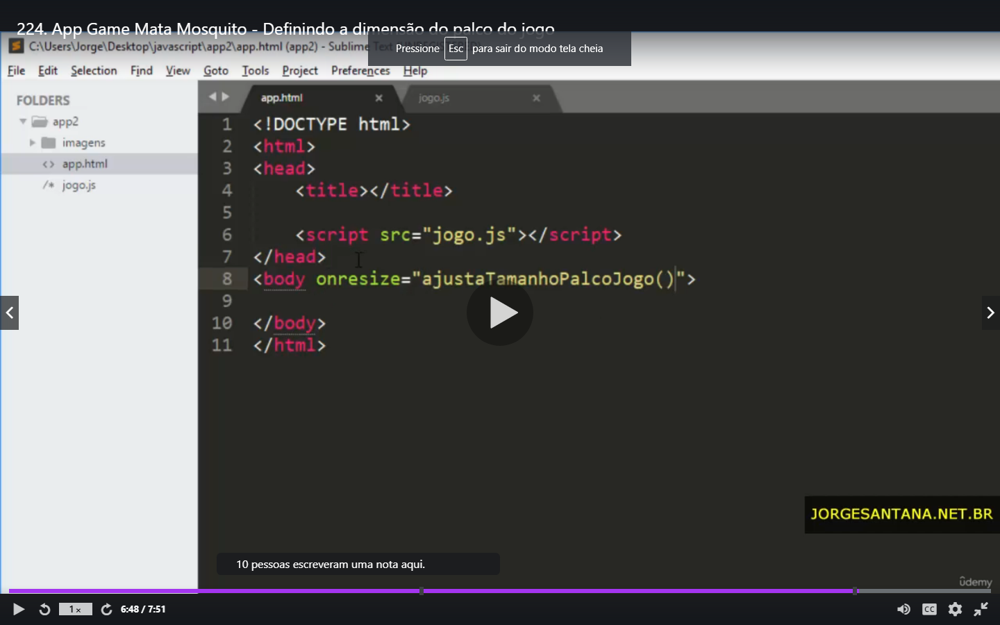 224. App Game Mata Mosquito - Definindo a dimensão do palco do jogo
C:\Users\Jorge\Desktop\javascript\app2\app.html (app2) - Sublime Text
Pressione Esc para sair do modo tela cheia
File Edit Selection Find View Goto Tools Project Preferences Help
FOLDERS
app2
imagens
<> app.html
/* jogo.js
app.html
jogo.js
1 <!DOCTYPE html>
2 <html>
3 <head>
4 <title></title>
5
6 <script src="jogo.js"></script>
7 </head>
8 <body onresize="ajustaTamanhoPalcoJogo()">
9
10 </body>
11 </html>
JORGESANTANA.NET.BR
10 pessoas escreveram uma nota aqui.
ûdemy
1x
6:48 / 7:51
CC